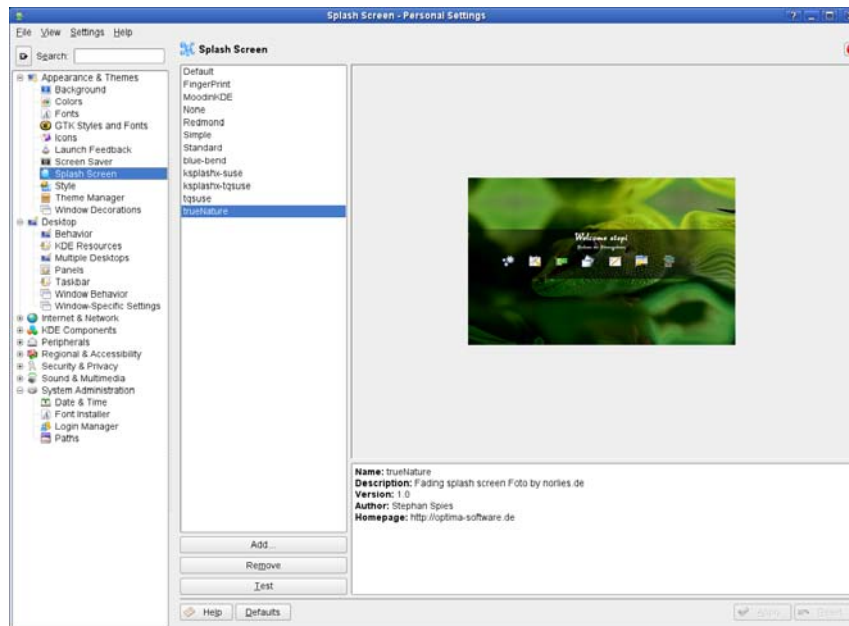 Splash Screen - Personal Settings
File View Settings Help
Search:
Splash Screen
Appearance & Themes
Background
Colors
Fonts
GTK Styles and Fonts
Icons
Launch Feedback
Screen Saver
Splash Screen
Style
Theme Manager
Window Decorations
Desktop
Behavior
KDE Resources
Multiple Desktops
Panels
Taskbar
Window Behavior
Window-Specific Settings
Internet & Network
KDE Components
Peripherals
Regional & Accessibility
Security & Privacy
Sound & Multimedia
System Administration
Date & Time
Font Installer
Login Manager
Paths
Default
FingerPrint
MoodinKDE
None
Redmond
Simple
Standard
blue-bend
ksplashx-suse
ksplashx-tqsuse
tqsuse
trueNature
Add...
Remove
Test
Welcome stepi
Name: trueNature
Description: Fading splash screen Foto by norlies.de
Version: 1.0
Author: Stephan Spies
Homepage: http://optima-software.de
Help
Defaults
Apply
Reset